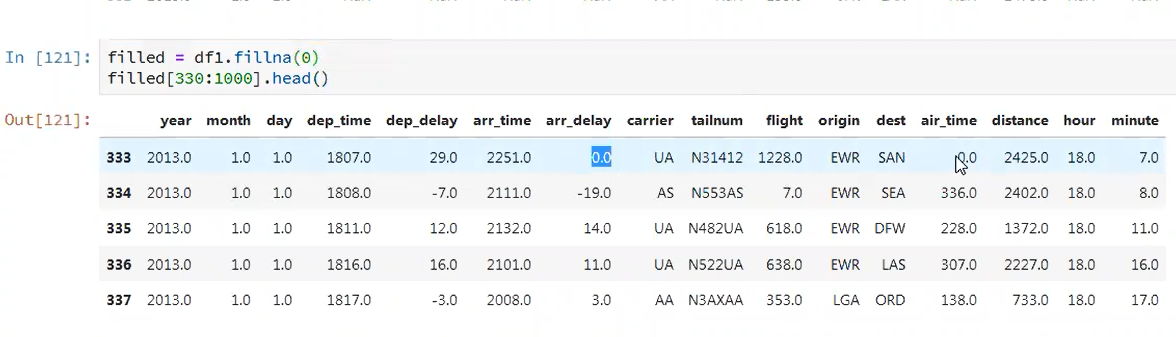 In [121]: filled = df1.fillna(0)
filled[330:1000].head()
Out[121]: year month day dep_time dep_delay arr_time arr_delay carrier tailnum flight origin dest air_time distance hour minute
333 2013.0 1.0 1.0 1807.0 29.0 2251.0 0.0 UA N31412 1228.0 EWR SAN 0.0 2425.0 18.0 7.0
334 2013.0 1.0 1.0 1808.0 -7.0 2111.0 -19.0 AS N553AS 7.0 EWR SEA 336.0 2402.0 18.0 8.0
335 2013.0 1.0 1.0 1811.0 12.0 2132.0 14.0 UA N482UA 618.0 EWR DFW 228.0 1372.0 18.0 11.0
336 2013.0 1.0 1.0 1816.0 16.0 2101.0 11.0 UA N522UA 638.0 EWR LAS 307.0 2227.0 18.0 16.0
337 2013.0 1.0 1.0 1817.0 -3.0 2008.0 3.0 AA N3AXAA 353.0 LGA ORD 138.0 733.0 18.0 17.0